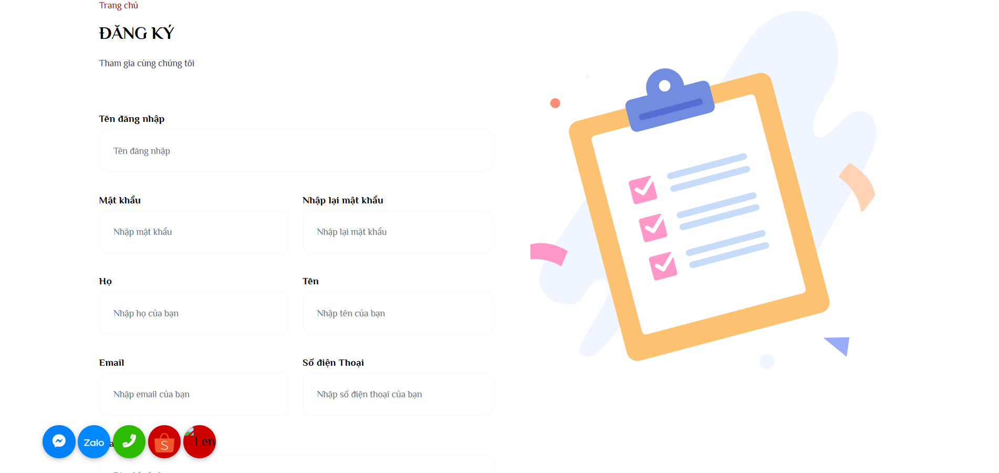 Trang chủ
ĐĂNG KÝ
Tham gia cùng chúng tôi
Tên đăng nhập
Tên đăng nhập
Mật khẩu Nhập lại mật khẩu
Nhập mật khẩu Nhập lại mật khẩu
Họ Tên
Nhập họ của bạn Nhập tên của bạn
Email Số điện Thoại
Nhập email của bạn Nhập số điện thoại của bạn
Zalo S Len